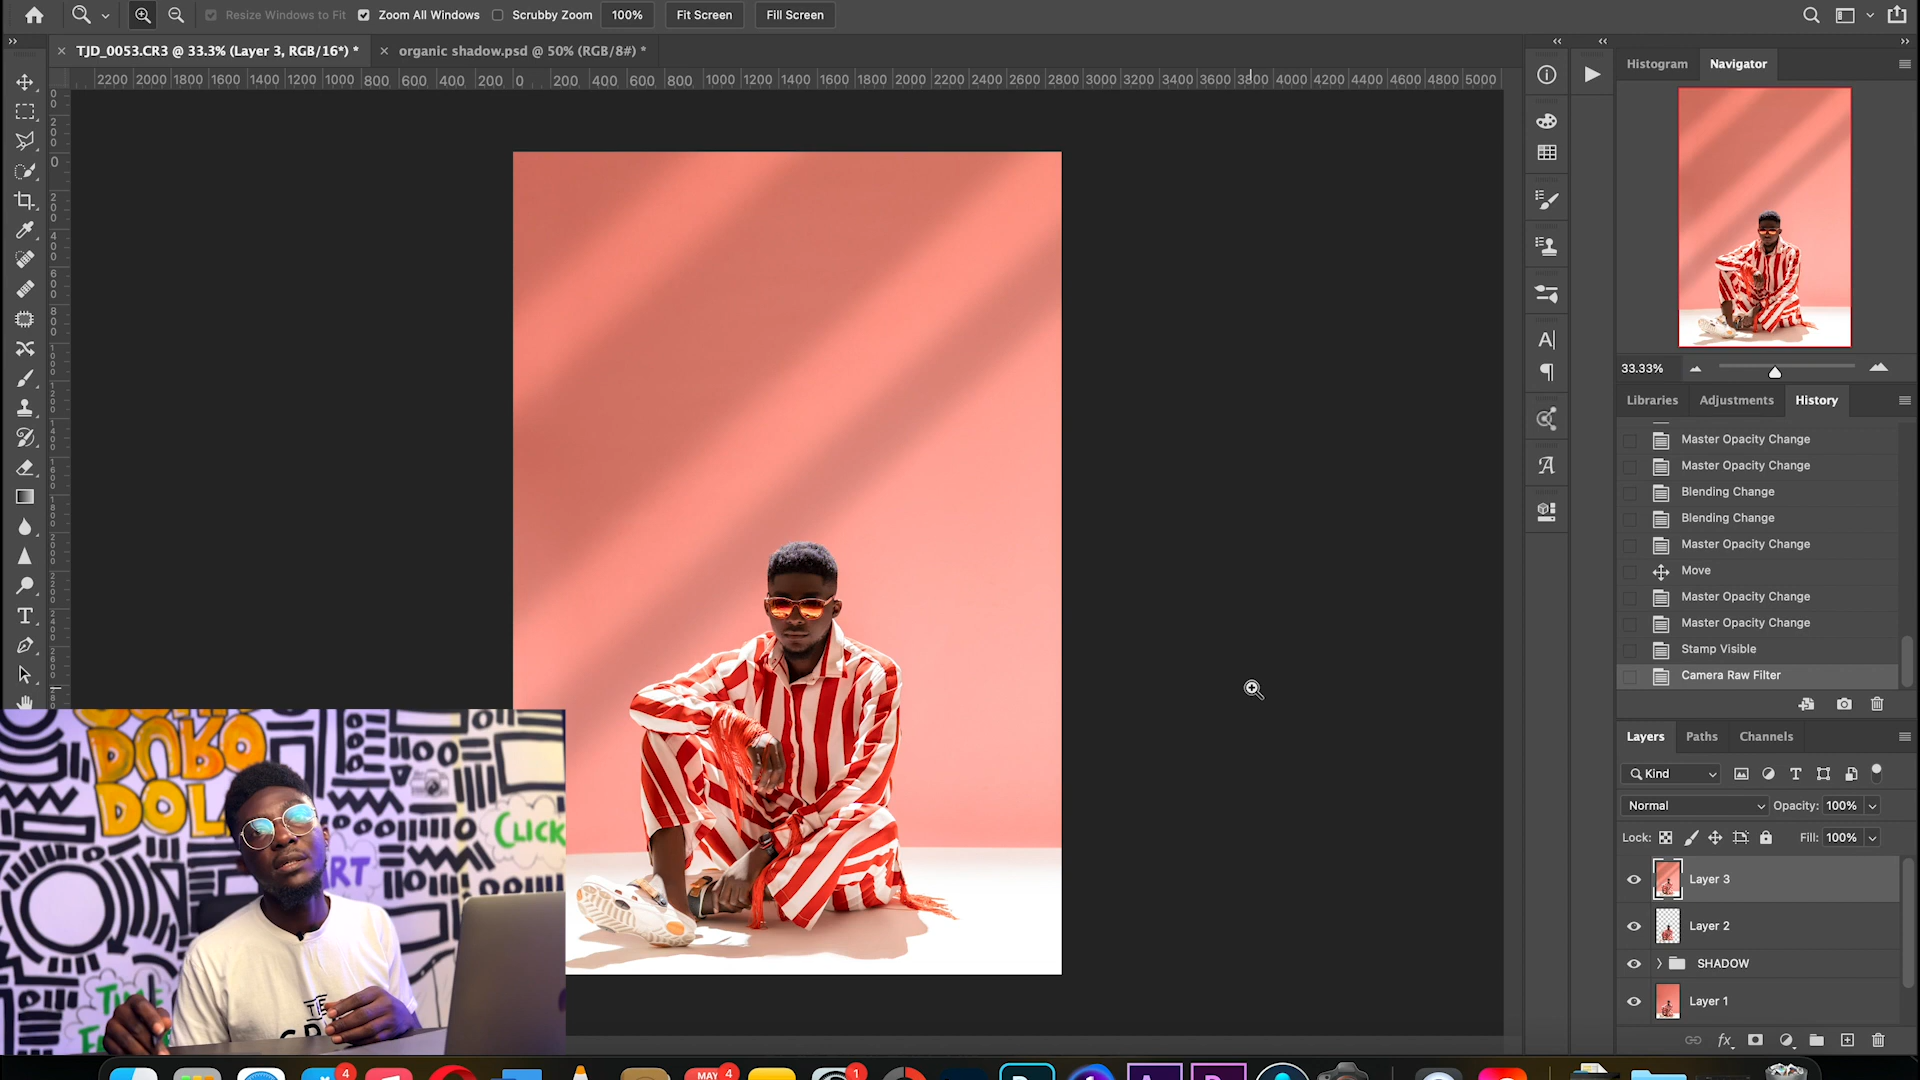 Resize Windows to Fit Zoom All Windows Scrubby Zoom 100% Fit Screen Fill Screen
TJD_0053.CR3 @ 33.3% (Layer 3, RGB/16*) * organic shadow.psd @ 50% (RGB/8#) *
2200 2000 1800 1600 1400 1200 1000 800 600 400 200 0 200 400 600 800 1000 1200 1400 1600 1800 2000 2200 2400 2600 2800 3000 3200 3400 3600 3800 4000 4200 4400 4600 4800 5000
Histogram Navigator
33.33%
Libraries Adjustments History
Master Opacity Change
Master Opacity Change
Blending Change
Blending Change
Master Opacity Change
Move
Master Opacity Change
Master Opacity Change
Stamp Visible
Camera Raw Filter
Layers Paths Channels
Kind
Normal Opacity: 100%
Lock: Fill: 100%
Layer 3
Layer 2
SHADOW
Layer 1
CLICK
ART
TIME
THE
4
MAY 4
1